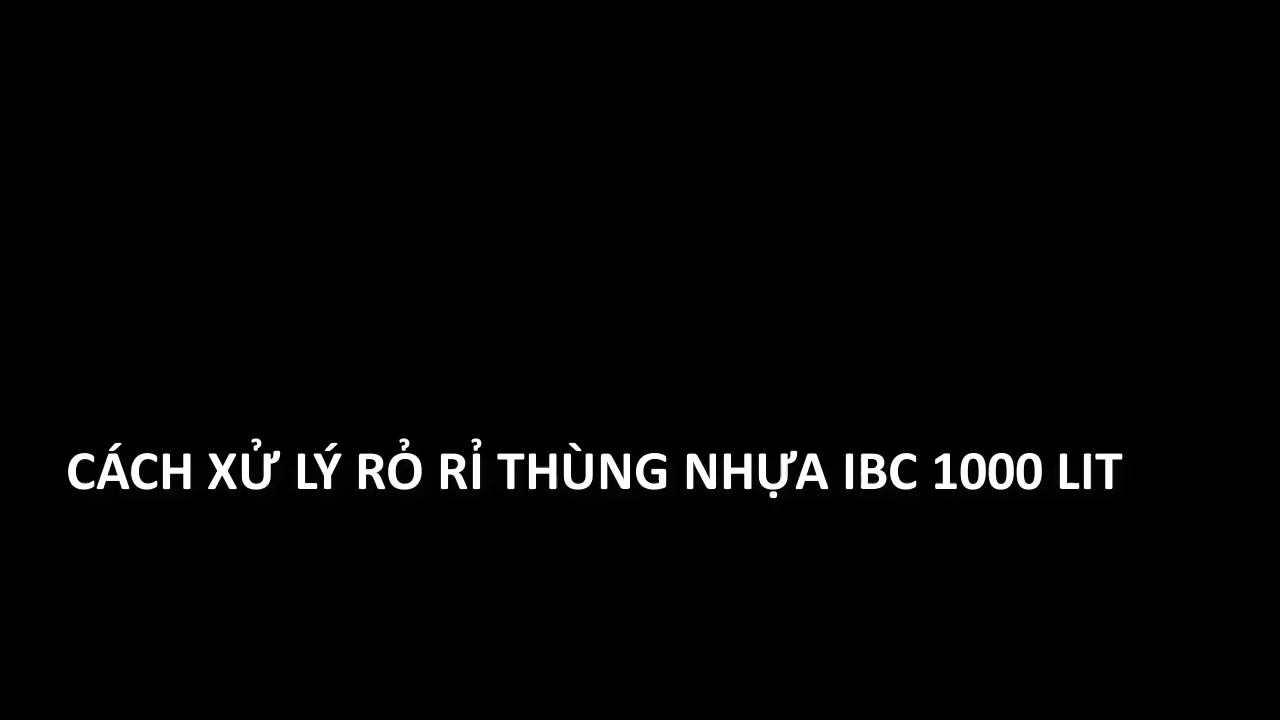 CÁCH XỬ LÝ RỎ RỈ THÙNG NHỰA IBC 1000 LIT